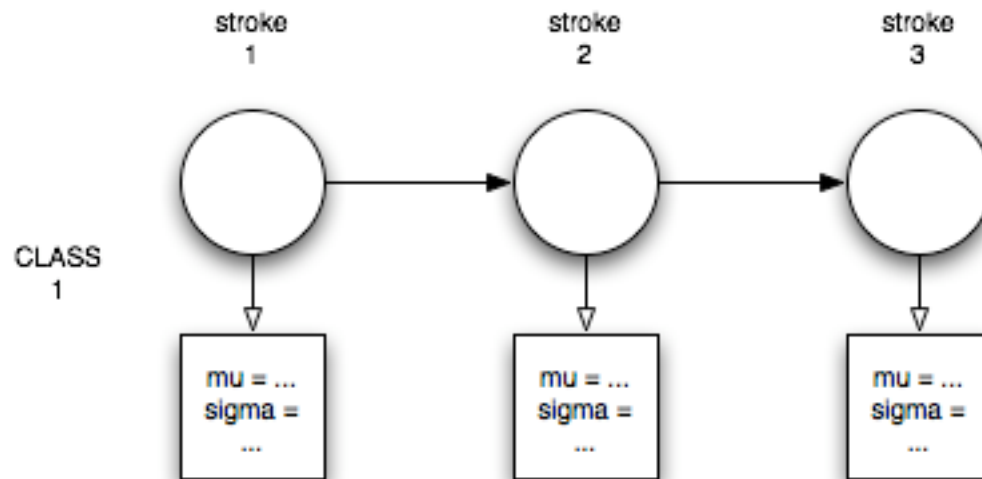 stroke
1
stroke
2
stroke
3
CLASS
1
mu = ...
sigma =
...
mu = ...
sigma =
...
mu = ...
sigma =
...